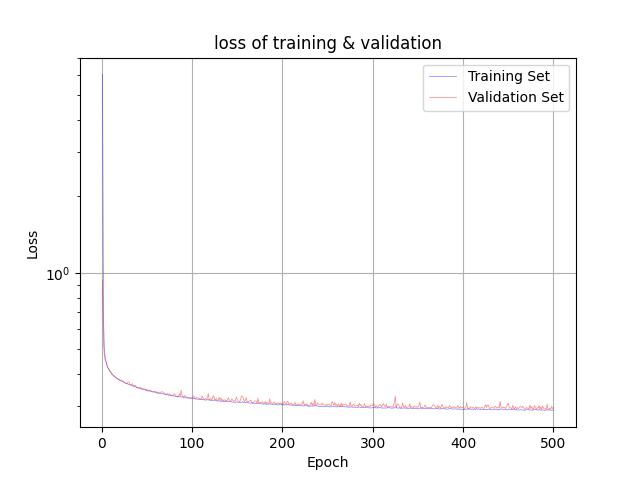 loss of training & validation
Training Set
Validation Set
Loss
10⁰
0
100
200
300
400
500
Epoch